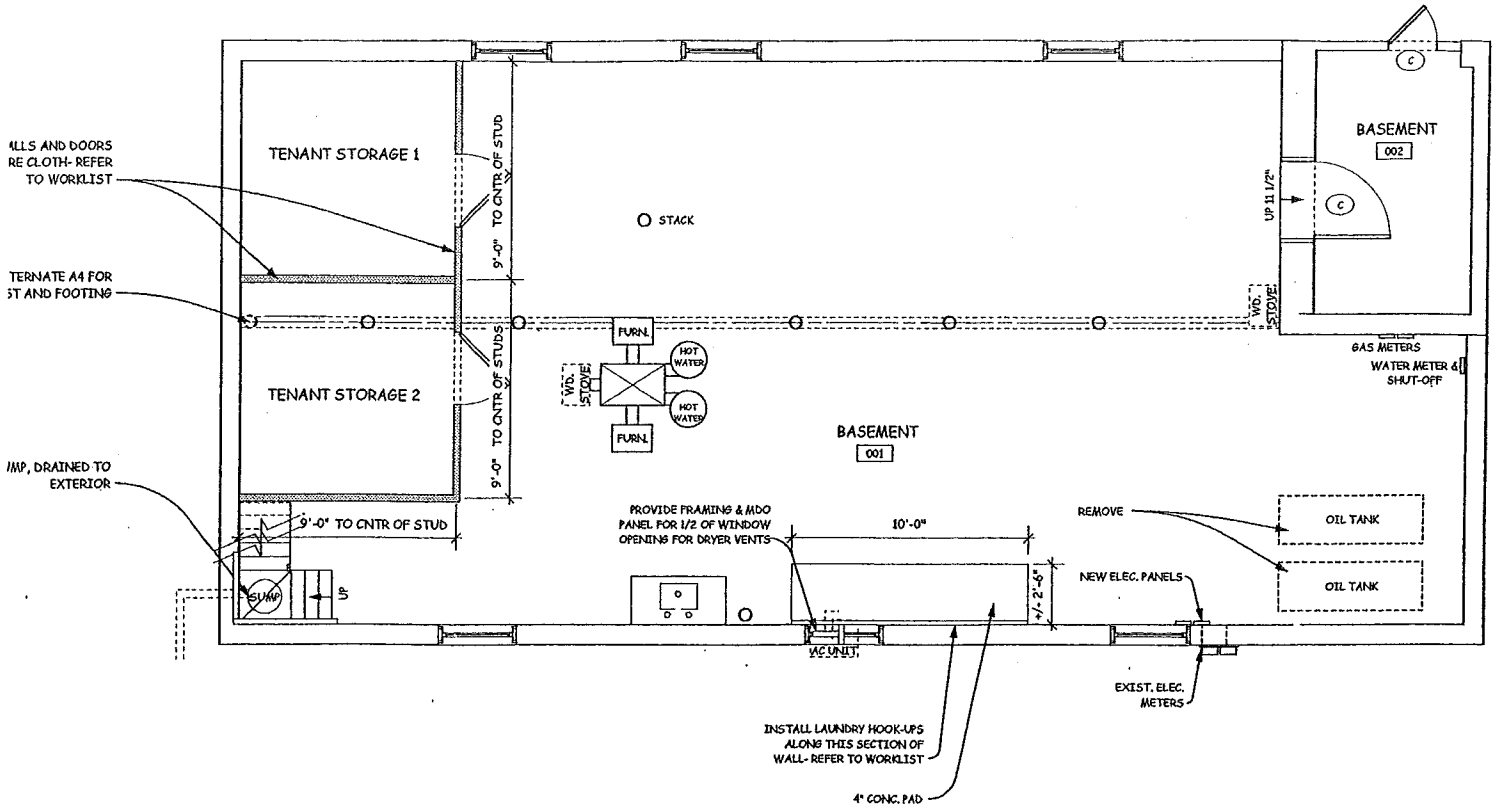 ALLS AND DOORS
RE CLOTH- REFER
TO WORKLIST
TERNATE A4 FOR
ST AND FOOTING
MP, DRAINED TO
EXTERIOR
TENANT STORAGE 1
9'-0" TO CNTR OF STUD
STACK
TENANT STORAGE 2
9'-0" TO CNTR OF STUDS
9'-0" TO CNTR OF STUD
SUMP
UP
FURN.
HOT
WATER
WD.
STOVE
HOT
WATER
FURN.
BASEMENT
001
BASEMENT
002
C
C
UP 11 1/2"
WD.
STOVE
GAS METERS
WATER METER &
SHUT-OFF
PROVIDE FRAMING & MDO
PANEL FOR 1/2 OF WINDOW
OPENING FOR DRYER VENTS
10'-0"
+/- 2'-6"
REMOVE
OIL TANK
OIL TANK
NEW ELEC. PANELS
AC UNIT
EXIST. ELEC.
METERS
INSTALL LAUNDRY HOOK-UPS
ALONG THIS SECTION OF
WALL- REFER TO WORKLIST
4" CONC. PAD